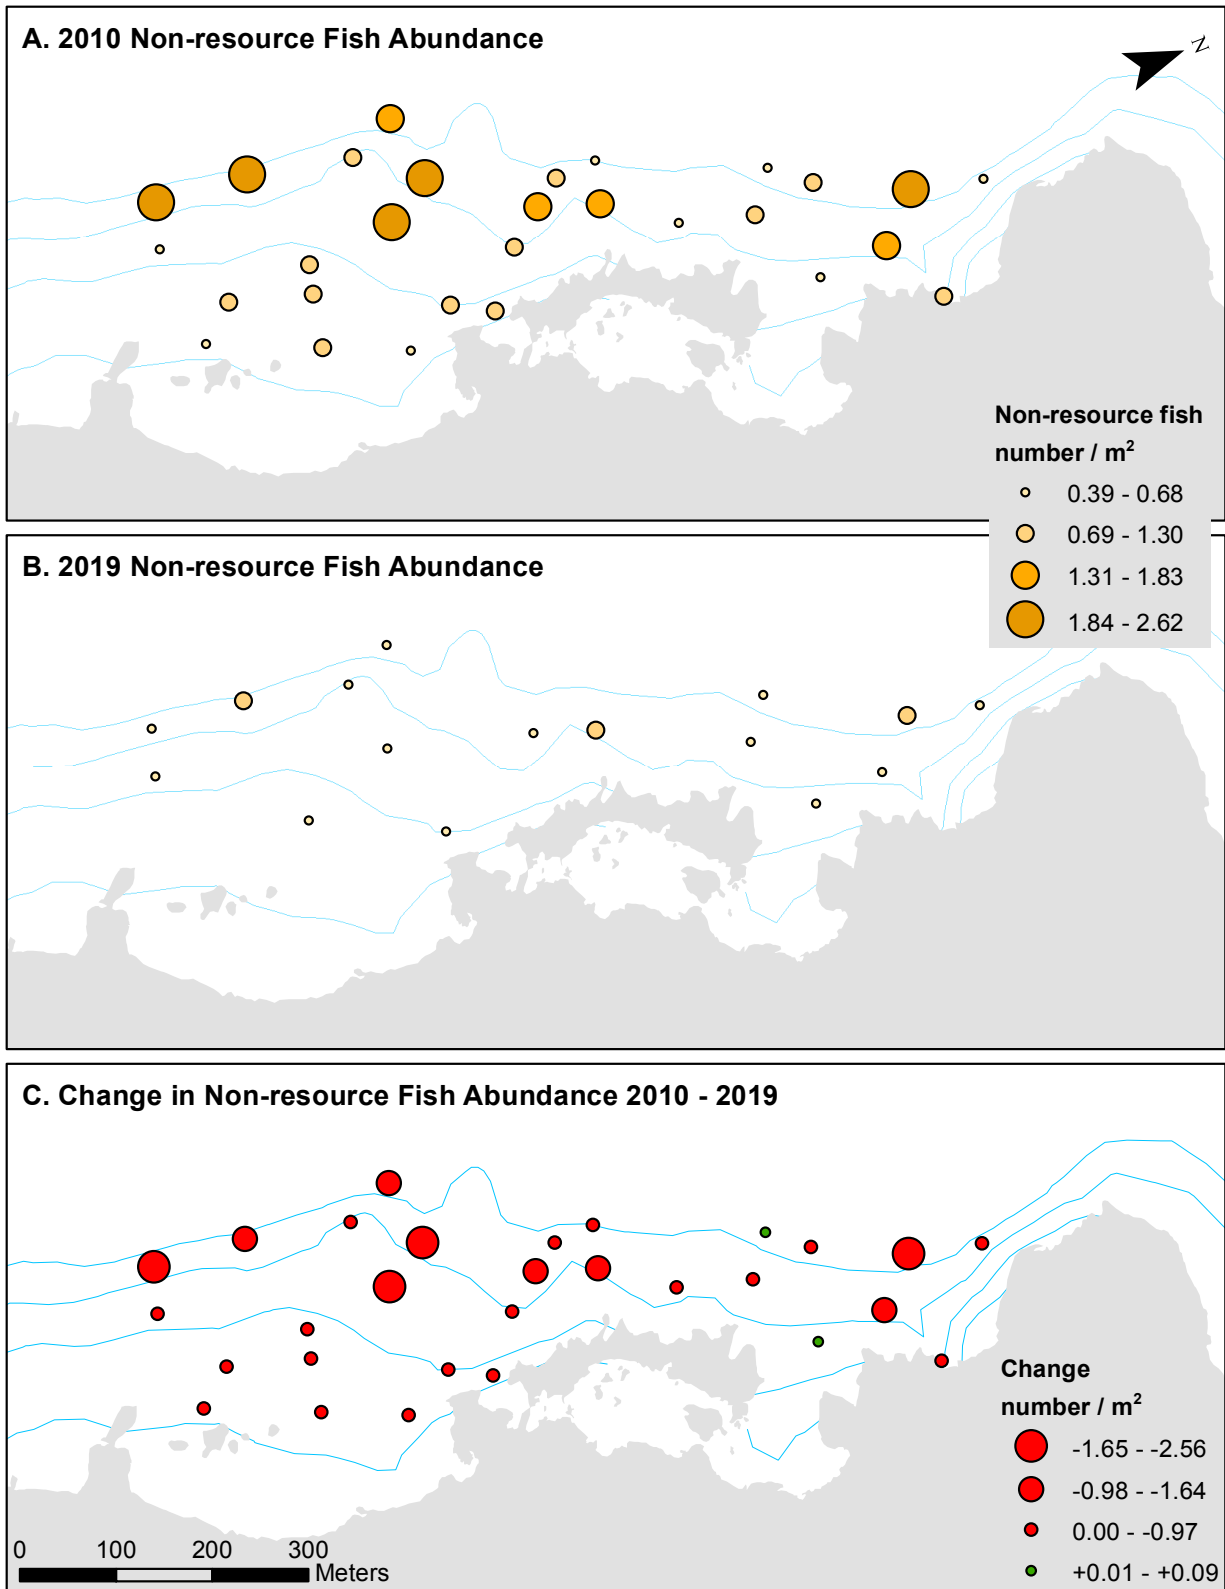 A. 2010 Non-resource Fish Abundance
N
Non-resource fish
number / m²
0.39 - 0.68
0.69 - 1.30
1.31 - 1.83
1.84 - 2.62
B. 2019 Non-resource Fish Abundance
C. Change in Non-resource Fish Abundance 2010 - 2019
Change
number / m²
-1.65 - -2.56
-0.98 - -1.64
0.00 - -0.97
+0.01 - +0.09
0 100 200 300
Meters